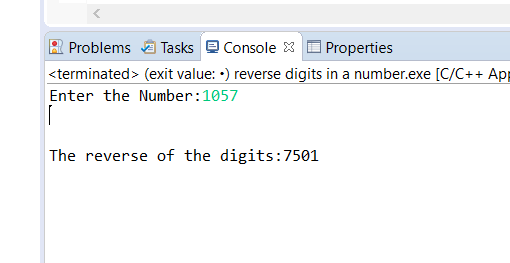 Problems Tasks Console Properties
<terminated> (exit value: •) reverse digits in a number.exe [C/C++ App
Enter the Number:1057
The reverse of the digits:7501